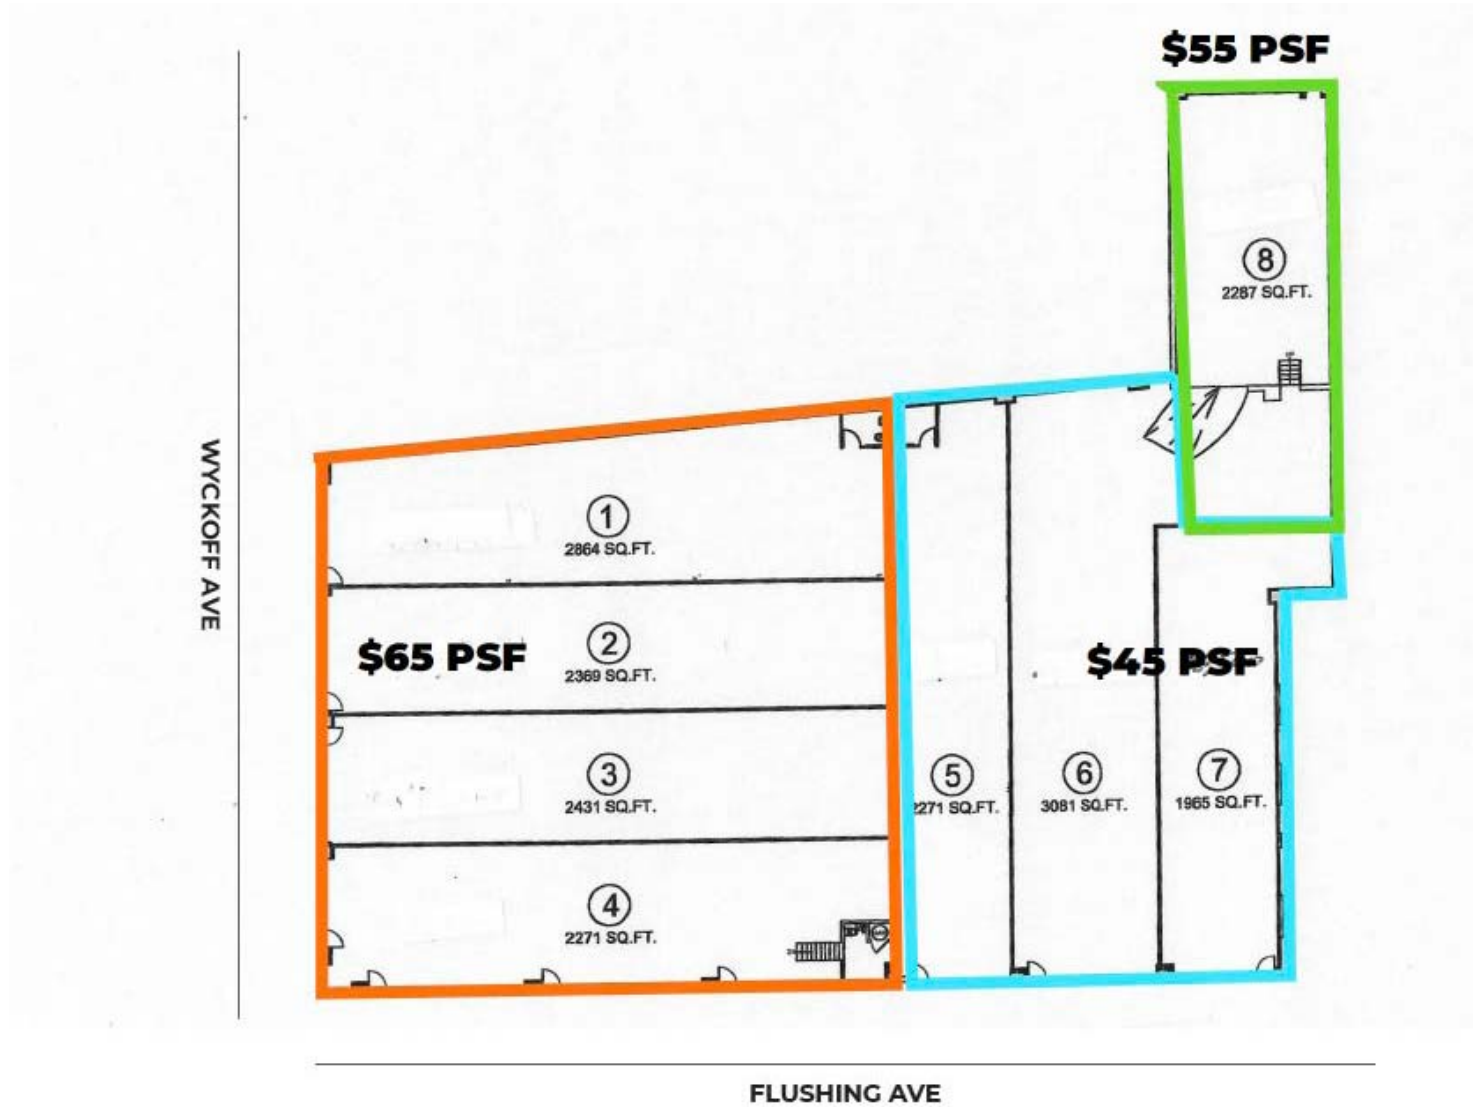 $55 PSF
8
2287 SQ.FT.
WYCKOFF AVE
1
2864 SQ.FT.
$65 PSF
2
2369 SQ.FT.
$45 PSF
3
2431 SQ.FT.
5
2271 SQ.FT.
6
3081 SQ.FT.
7
1965 SQ.FT.
4
2271 SQ.FT.
FLUSHING AVE